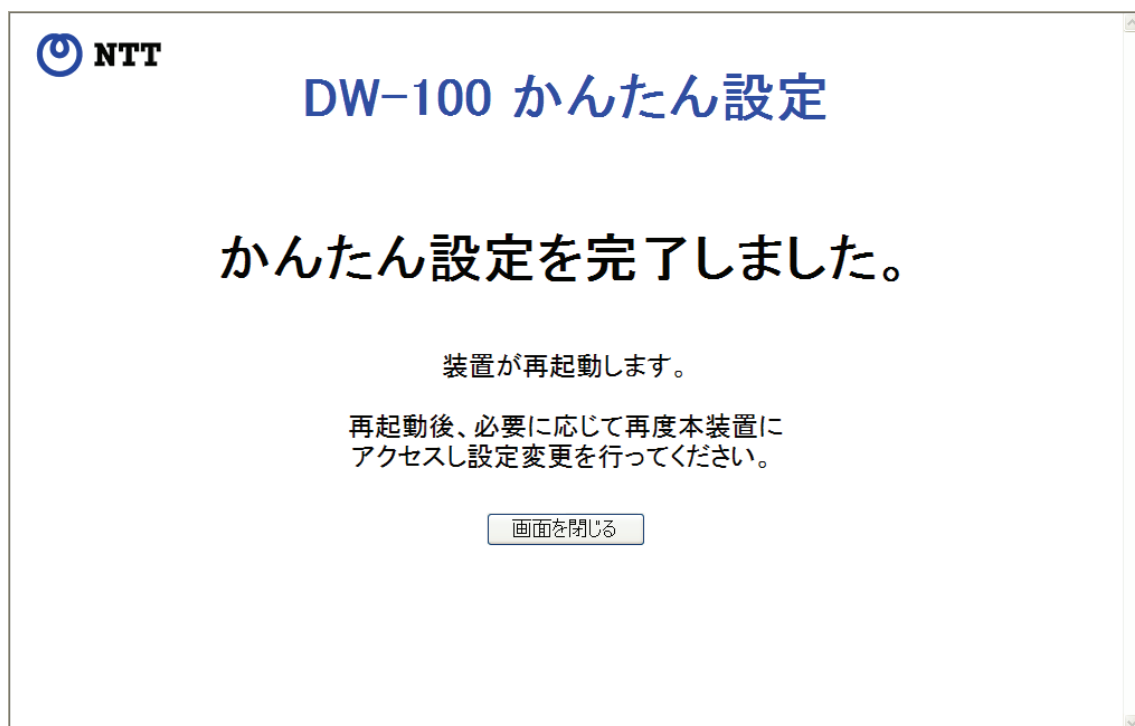 NTT
DW-100 かんたん設定
かんたん設定を完了しました。
装置が再起動します。
再起動後、必要に応じて再度本装置に
アクセスし設定変更を行ってください。
画面を閉じる